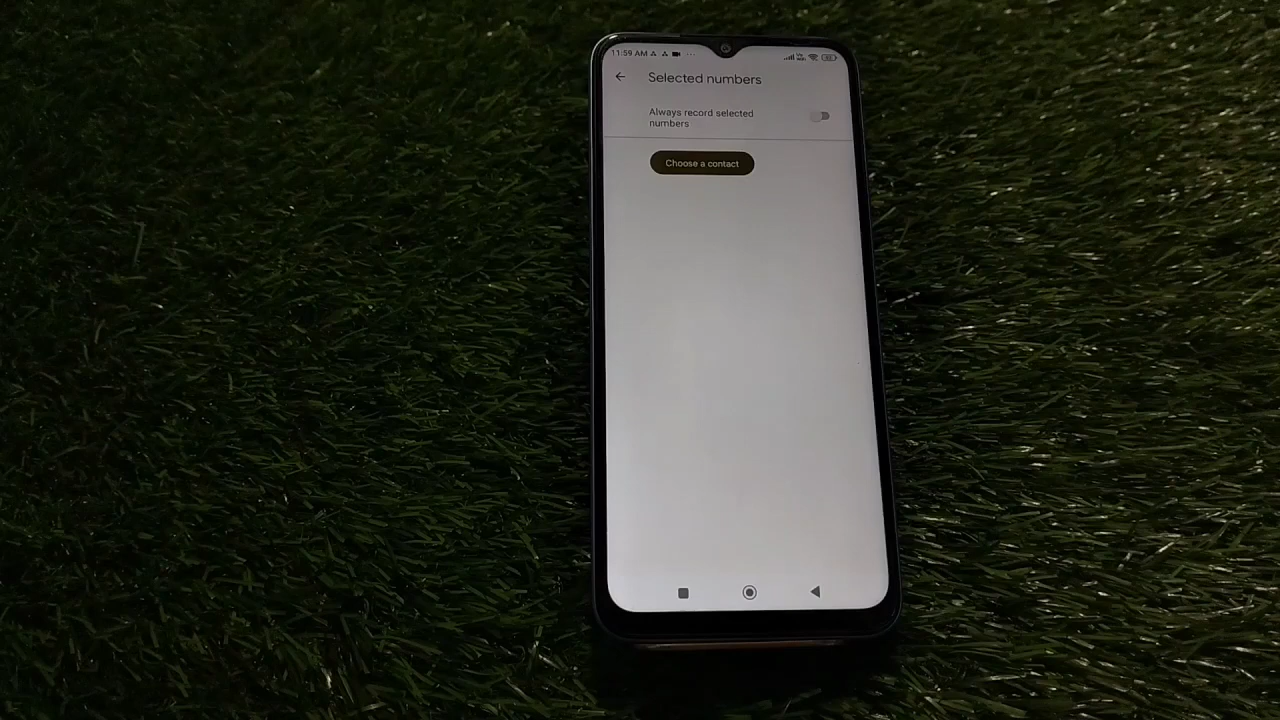 11:59 AM
Selected numbers
Always record selected
numbers
Choose a contact